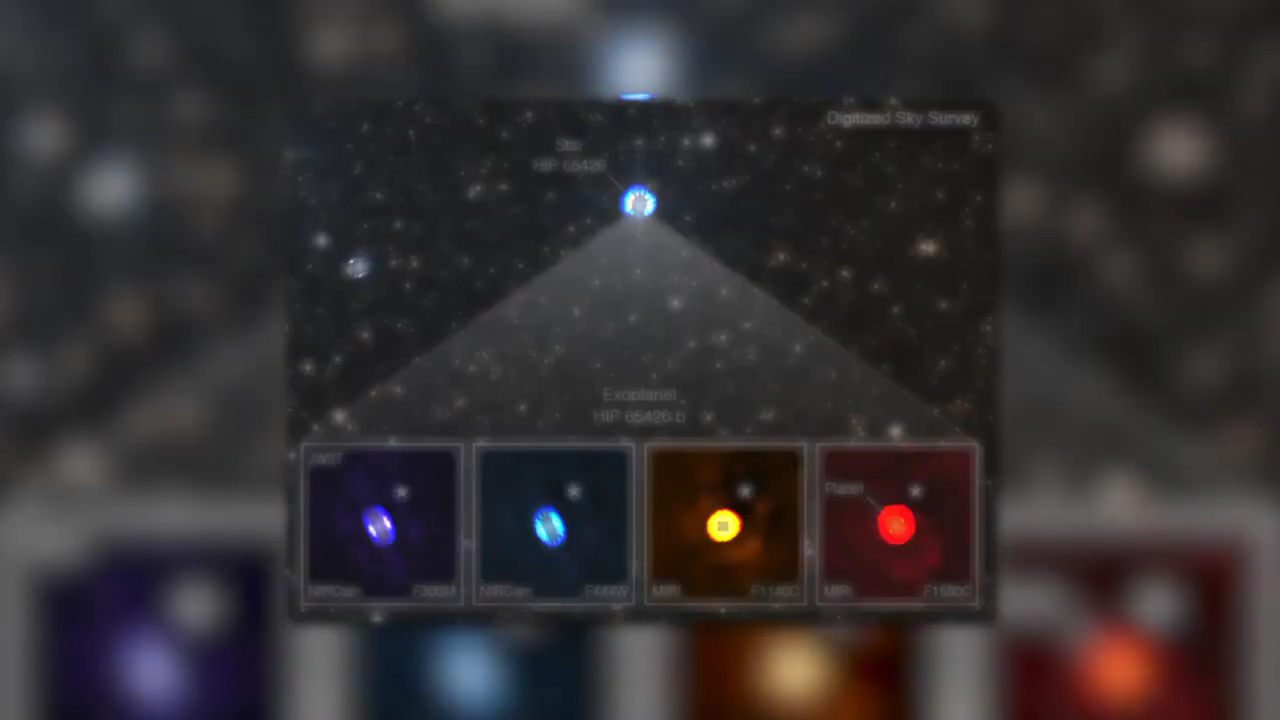 Digitized Sky Survey
Star
HIP 65426
Exoplanet
HIP 65426 b
JWST
Planet
NIRCam F300M
NIRCam F444W
MIRI F1140C
MIRI F1550C